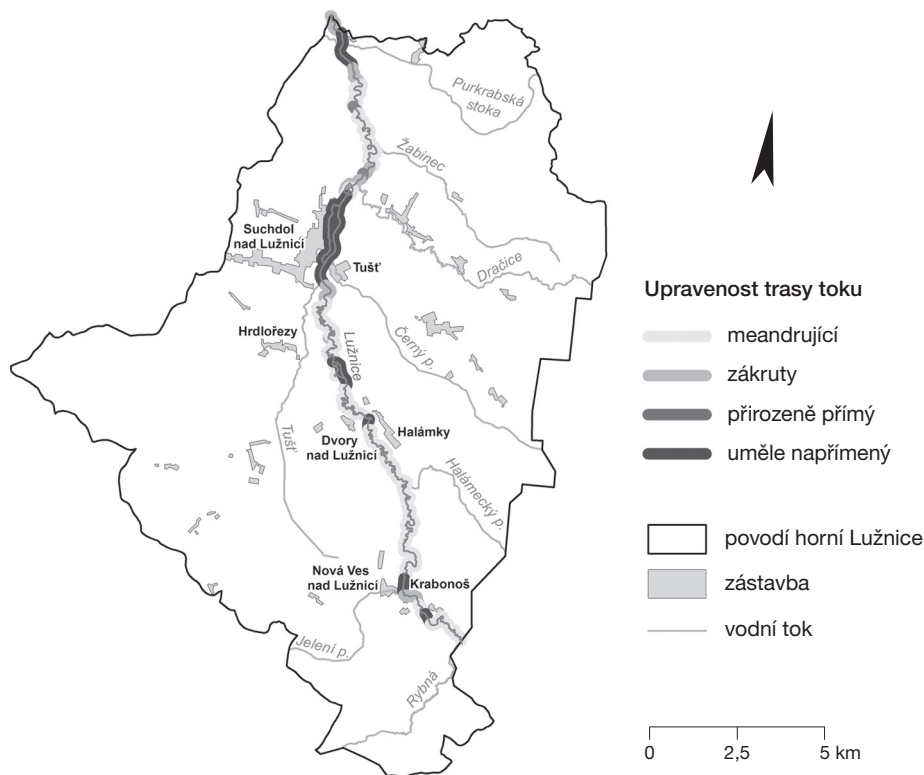 Purkrabská
stoka
Žabinec
Suchdol
nad Lužnicí
Tušť
Dračice
Hrdlořezy
Lužnice
Černý p.
Tušť
Dvory
nad Lužnicí
Halámky
Halámecký p.
Nová Ves
nad Lužnicí
Krabonoš
Jelení p.
Rybná
Upravenost trasy toku
meandrující
zákruty
přirozeně přímý
uměle napřímený
povodí horní Lužnice
zástavba
vodní tok
0 2,5 5 km